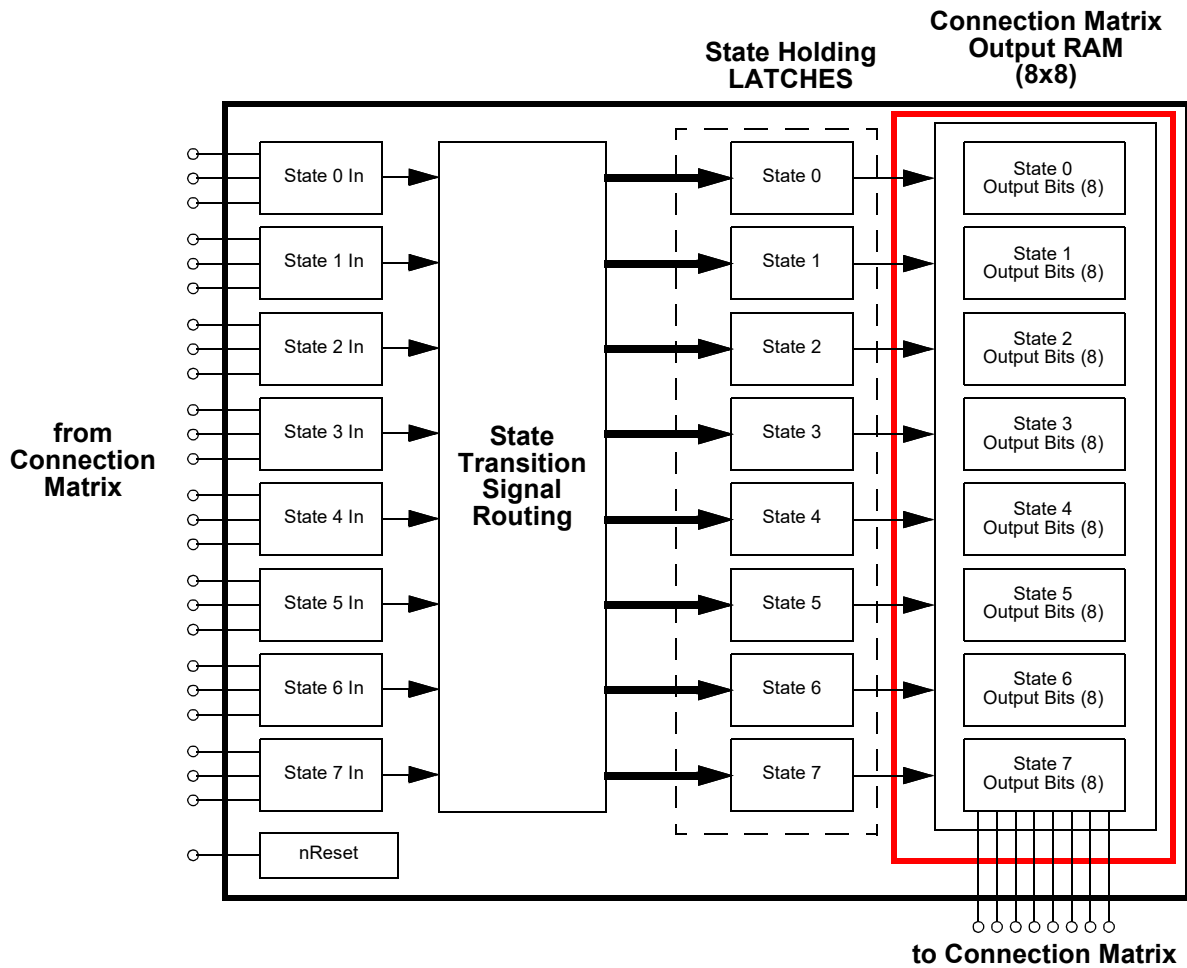 Connection Matrix
Output RAM
(8x8)
State Holding
LATCHES
from
Connection
Matrix
State 0 In
State 1 In
State 2 In
State 3 In
State 4 In
State 5 In
State 6 In
State 7 In
nReset
State
Transition
Signal
Routing
State 0
State 1
State 2
State 3
State 4
State 5
State 6
State 7
State 0
Output Bits (8)
State 1
Output Bits (8)
State 2
Output Bits (8)
State 3
Output Bits (8)
State 4
Output Bits (8)
State 5
Output Bits (8)
State 6
Output Bits (8)
State 7
Output Bits (8)
to Connection Matrix